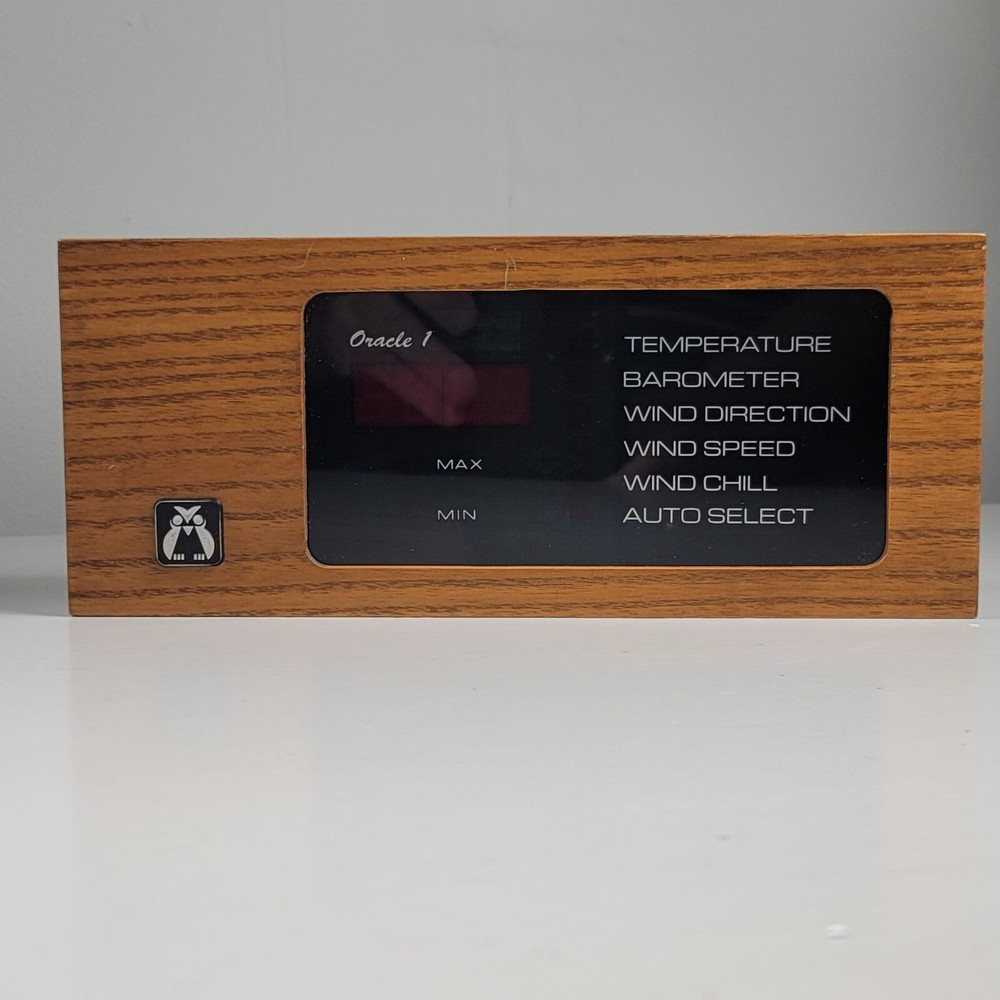 Oracle 1
MAX
MIN
TEMPERATURE
BAROMETER
WIND DIRECTION
WIND SPEED
WIND CHILL
AUTO SELECT